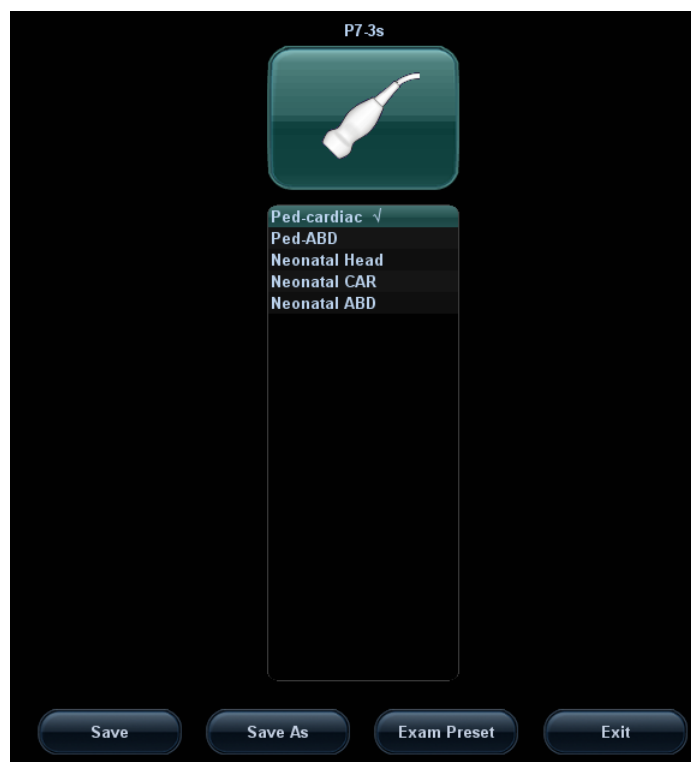 P7-3s
Ped-cardiac √
Ped-ABD
Neonatal Head
Neonatal CAR
Neonatal ABD
Save
Save As
Exam Preset
Exit